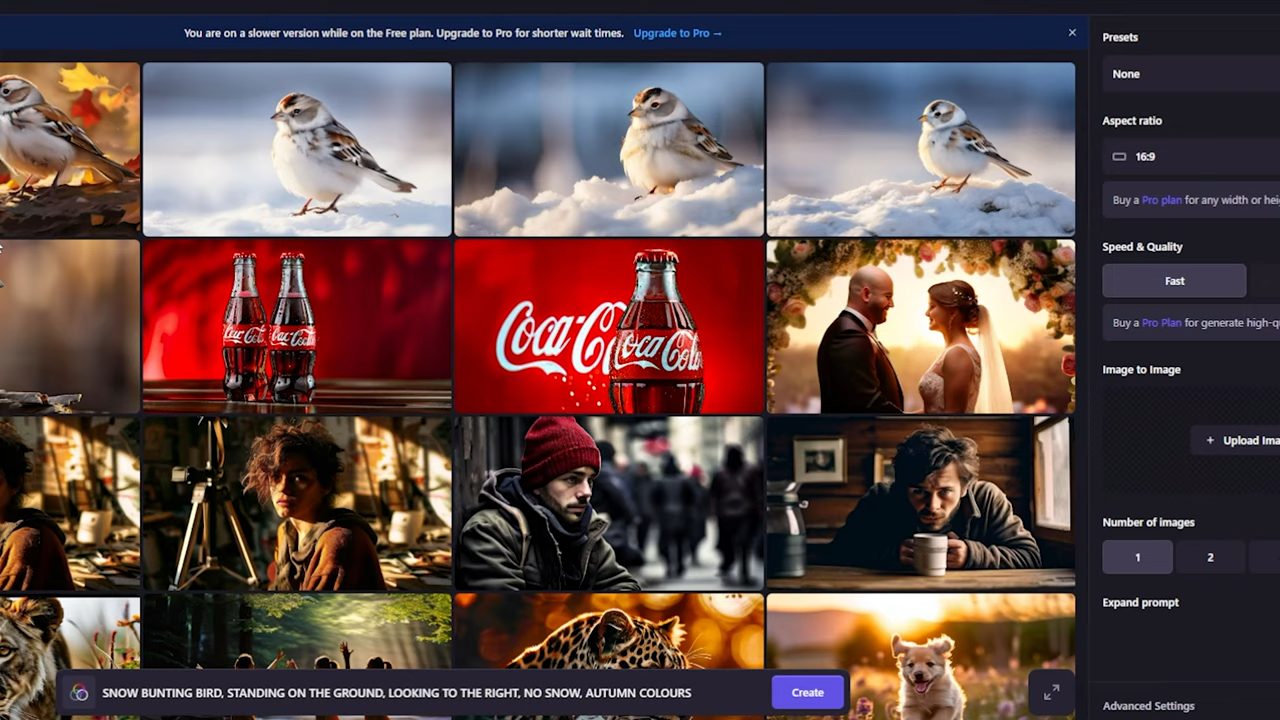 You are on a slower version while on the Free plan. Upgrade to Pro for shorter wait times. Upgrade to Pro →
Presets
None
Aspect ratio
16:9
Buy a Pro plan for any width or hei
Speed & Quality
Fast
Buy a Pro Plan for generate high-q
Image to Image
+ Upload Ima
Number of images
1 2
Expand prompt
Advanced Settings
Coca-C
Coca Cola
SNOW BUNTING BIRD, STANDING ON THE GROUND, LOOKING TO THE RIGHT, NO SNOW, AUTUMN COLOURS
Create